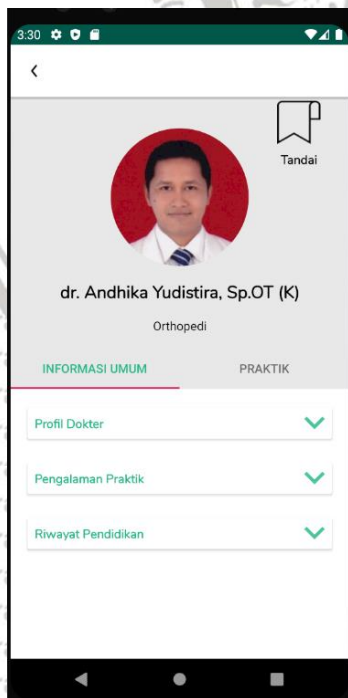 3:30
Tandai
dr. Andhika Yudistira, Sp.OT (K)
Orthopedi
INFORMASI UMUM
PRAKTIK
Profil Dokter
Pengalaman Praktik
Riwayat Pendidikan